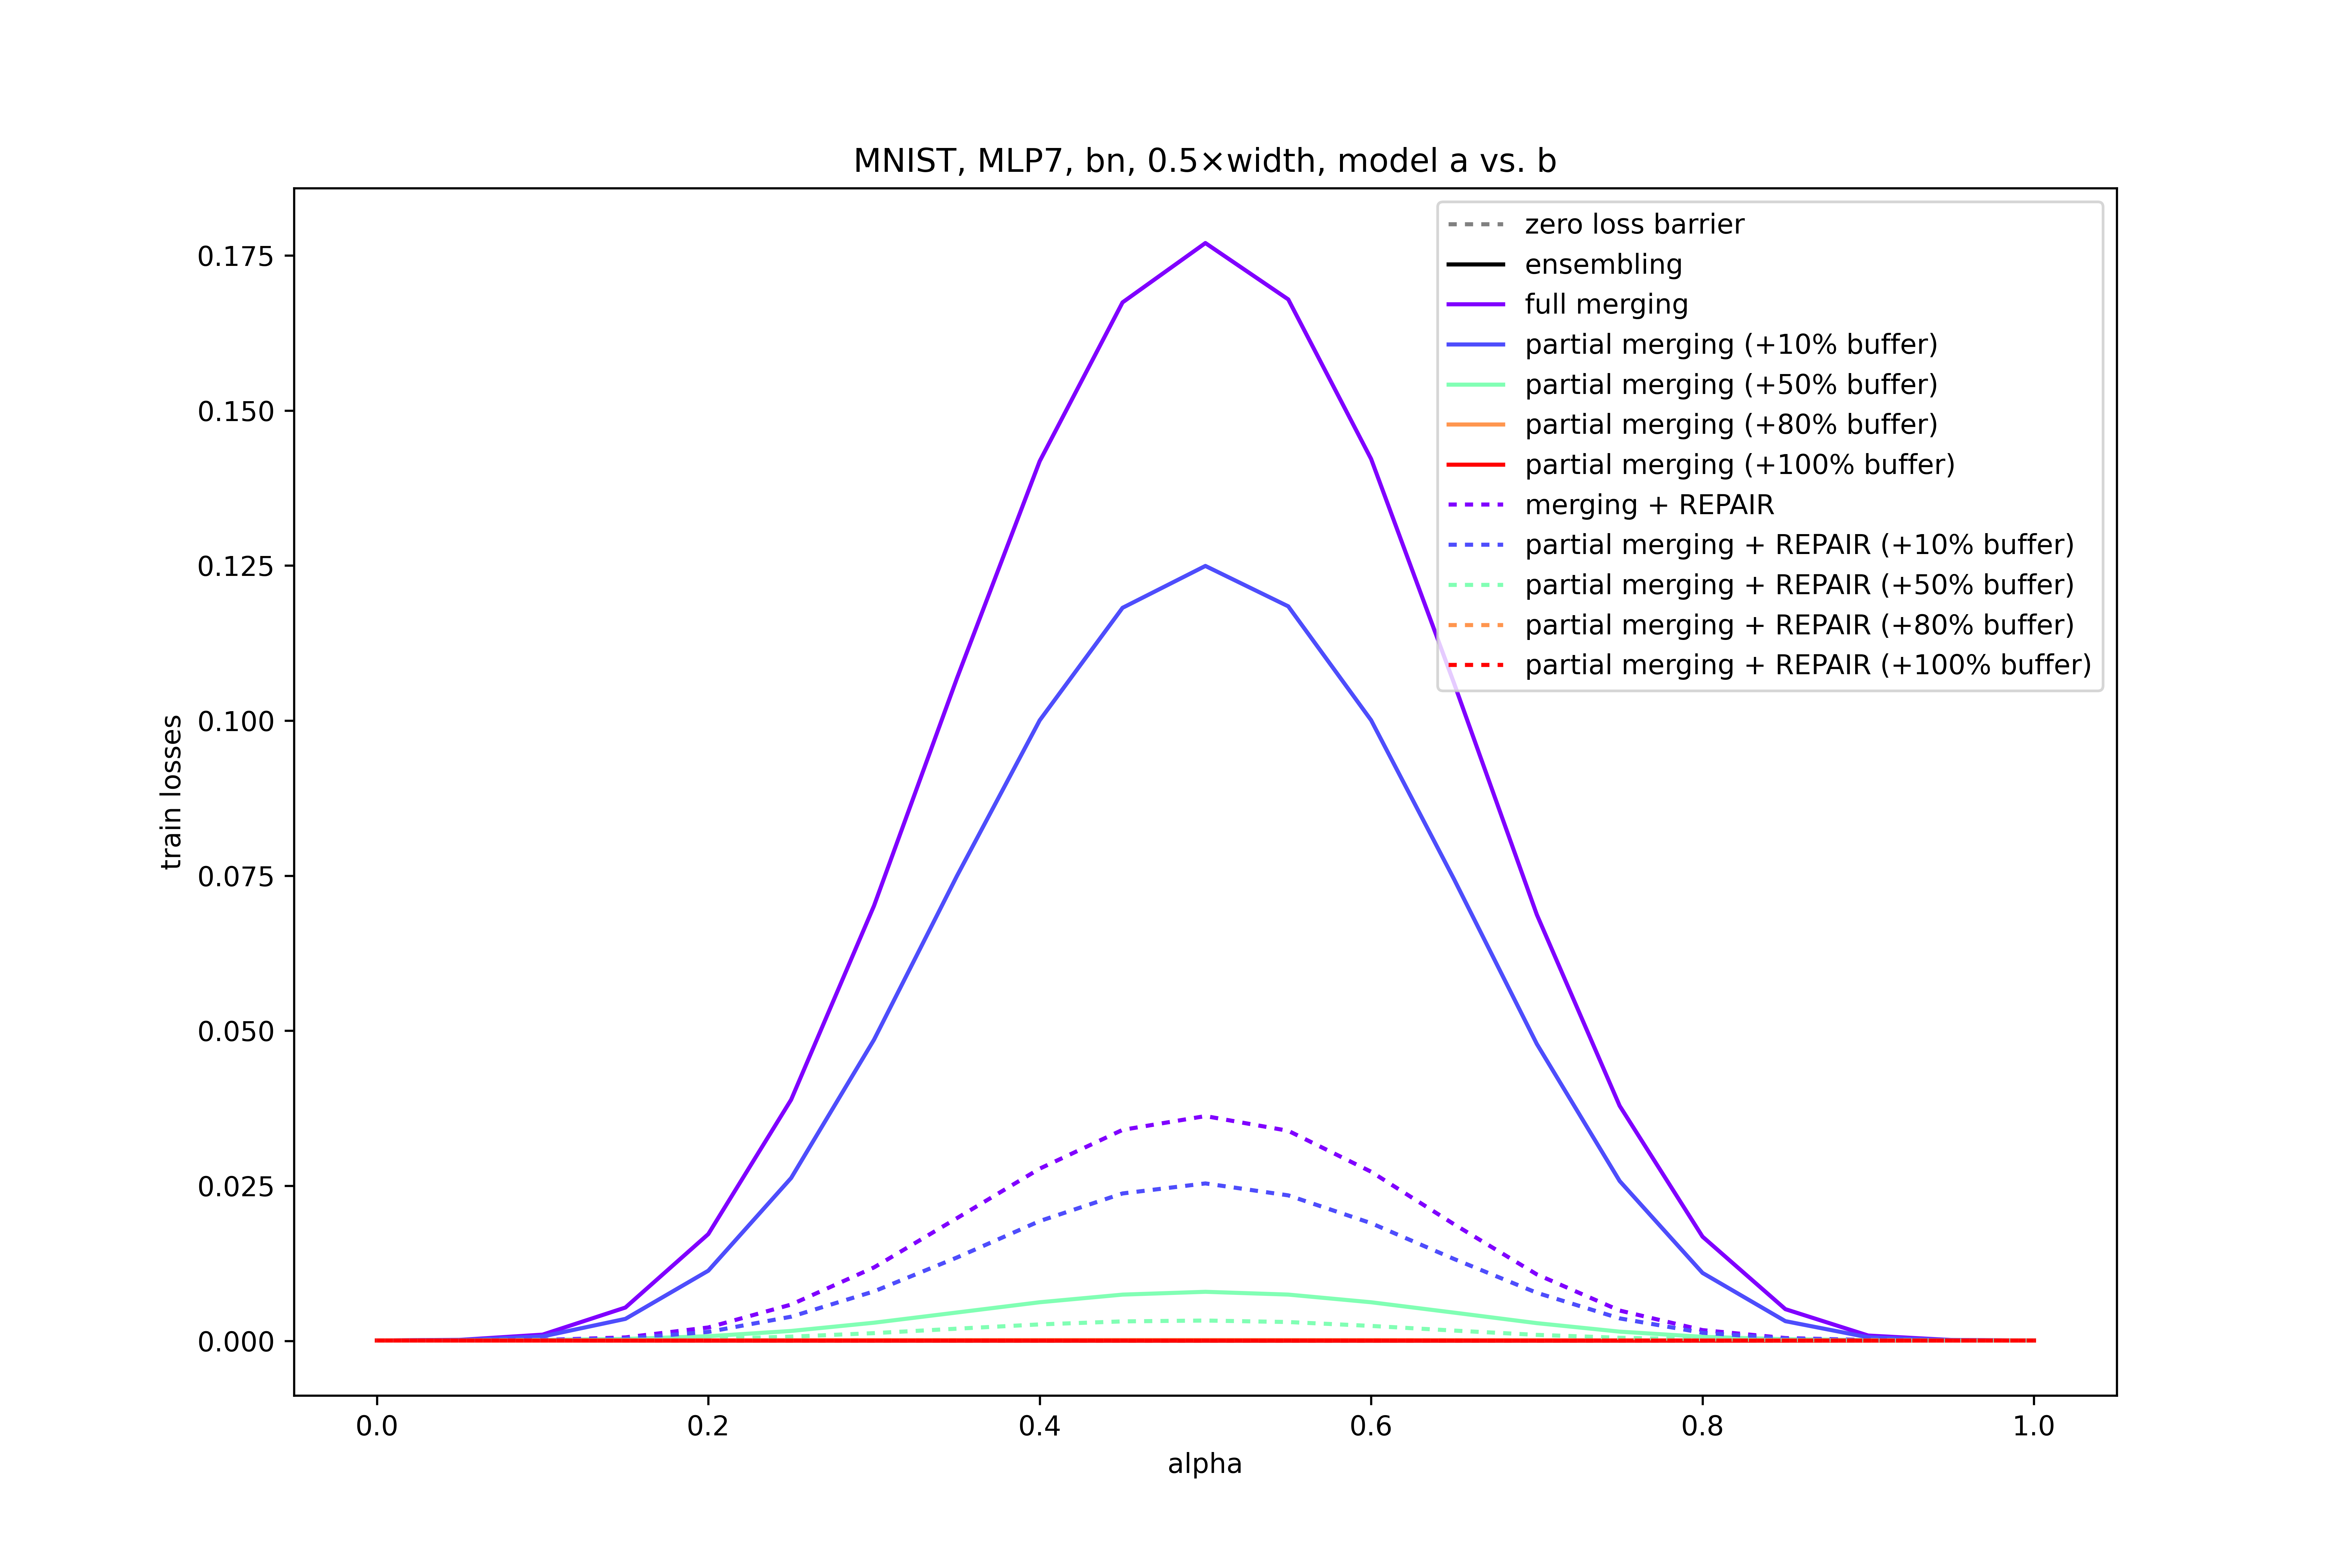 MNIST, MLP7, bn, 0.5×width, model a vs. b
zero loss barrier
ensembling
full merging
partial merging (+10% buffer)
partial merging (+50% buffer)
partial merging (+80% buffer)
partial merging (+100% buffer)
merging + REPAIR
partial merging + REPAIR (+10% buffer)
partial merging + REPAIR (+50% buffer)
partial merging + REPAIR (+80% buffer)
partial merging + REPAIR (+100% buffer)
train losses
0.175
0.150
0.125
0.100
0.075
0.050
0.025
0.000
0.0 0.2 0.4 0.6 0.8 1.0
alpha